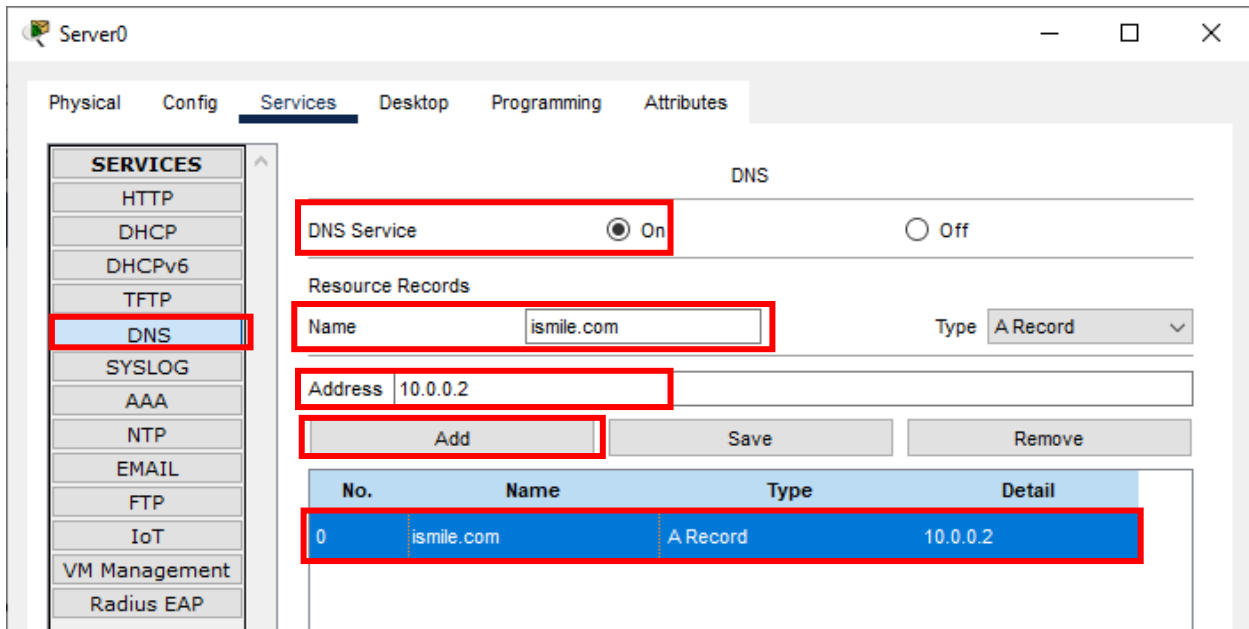 Server0
Physical Config Services Desktop Programming Attributes
SERVICES
HTTP
DHCP
DHCPv6
TFTP
DNS
SYSLOG
AAA
NTP
EMAIL
FTP
IoT
VM Management
Radius EAP
DNS
DNS Service On Off
Resource Records
Name ismile.com Type A Record
Address 10.0.0.2
Add Save Remove
No. Name Type Detail
0 ismile.com A Record 10.0.0.2